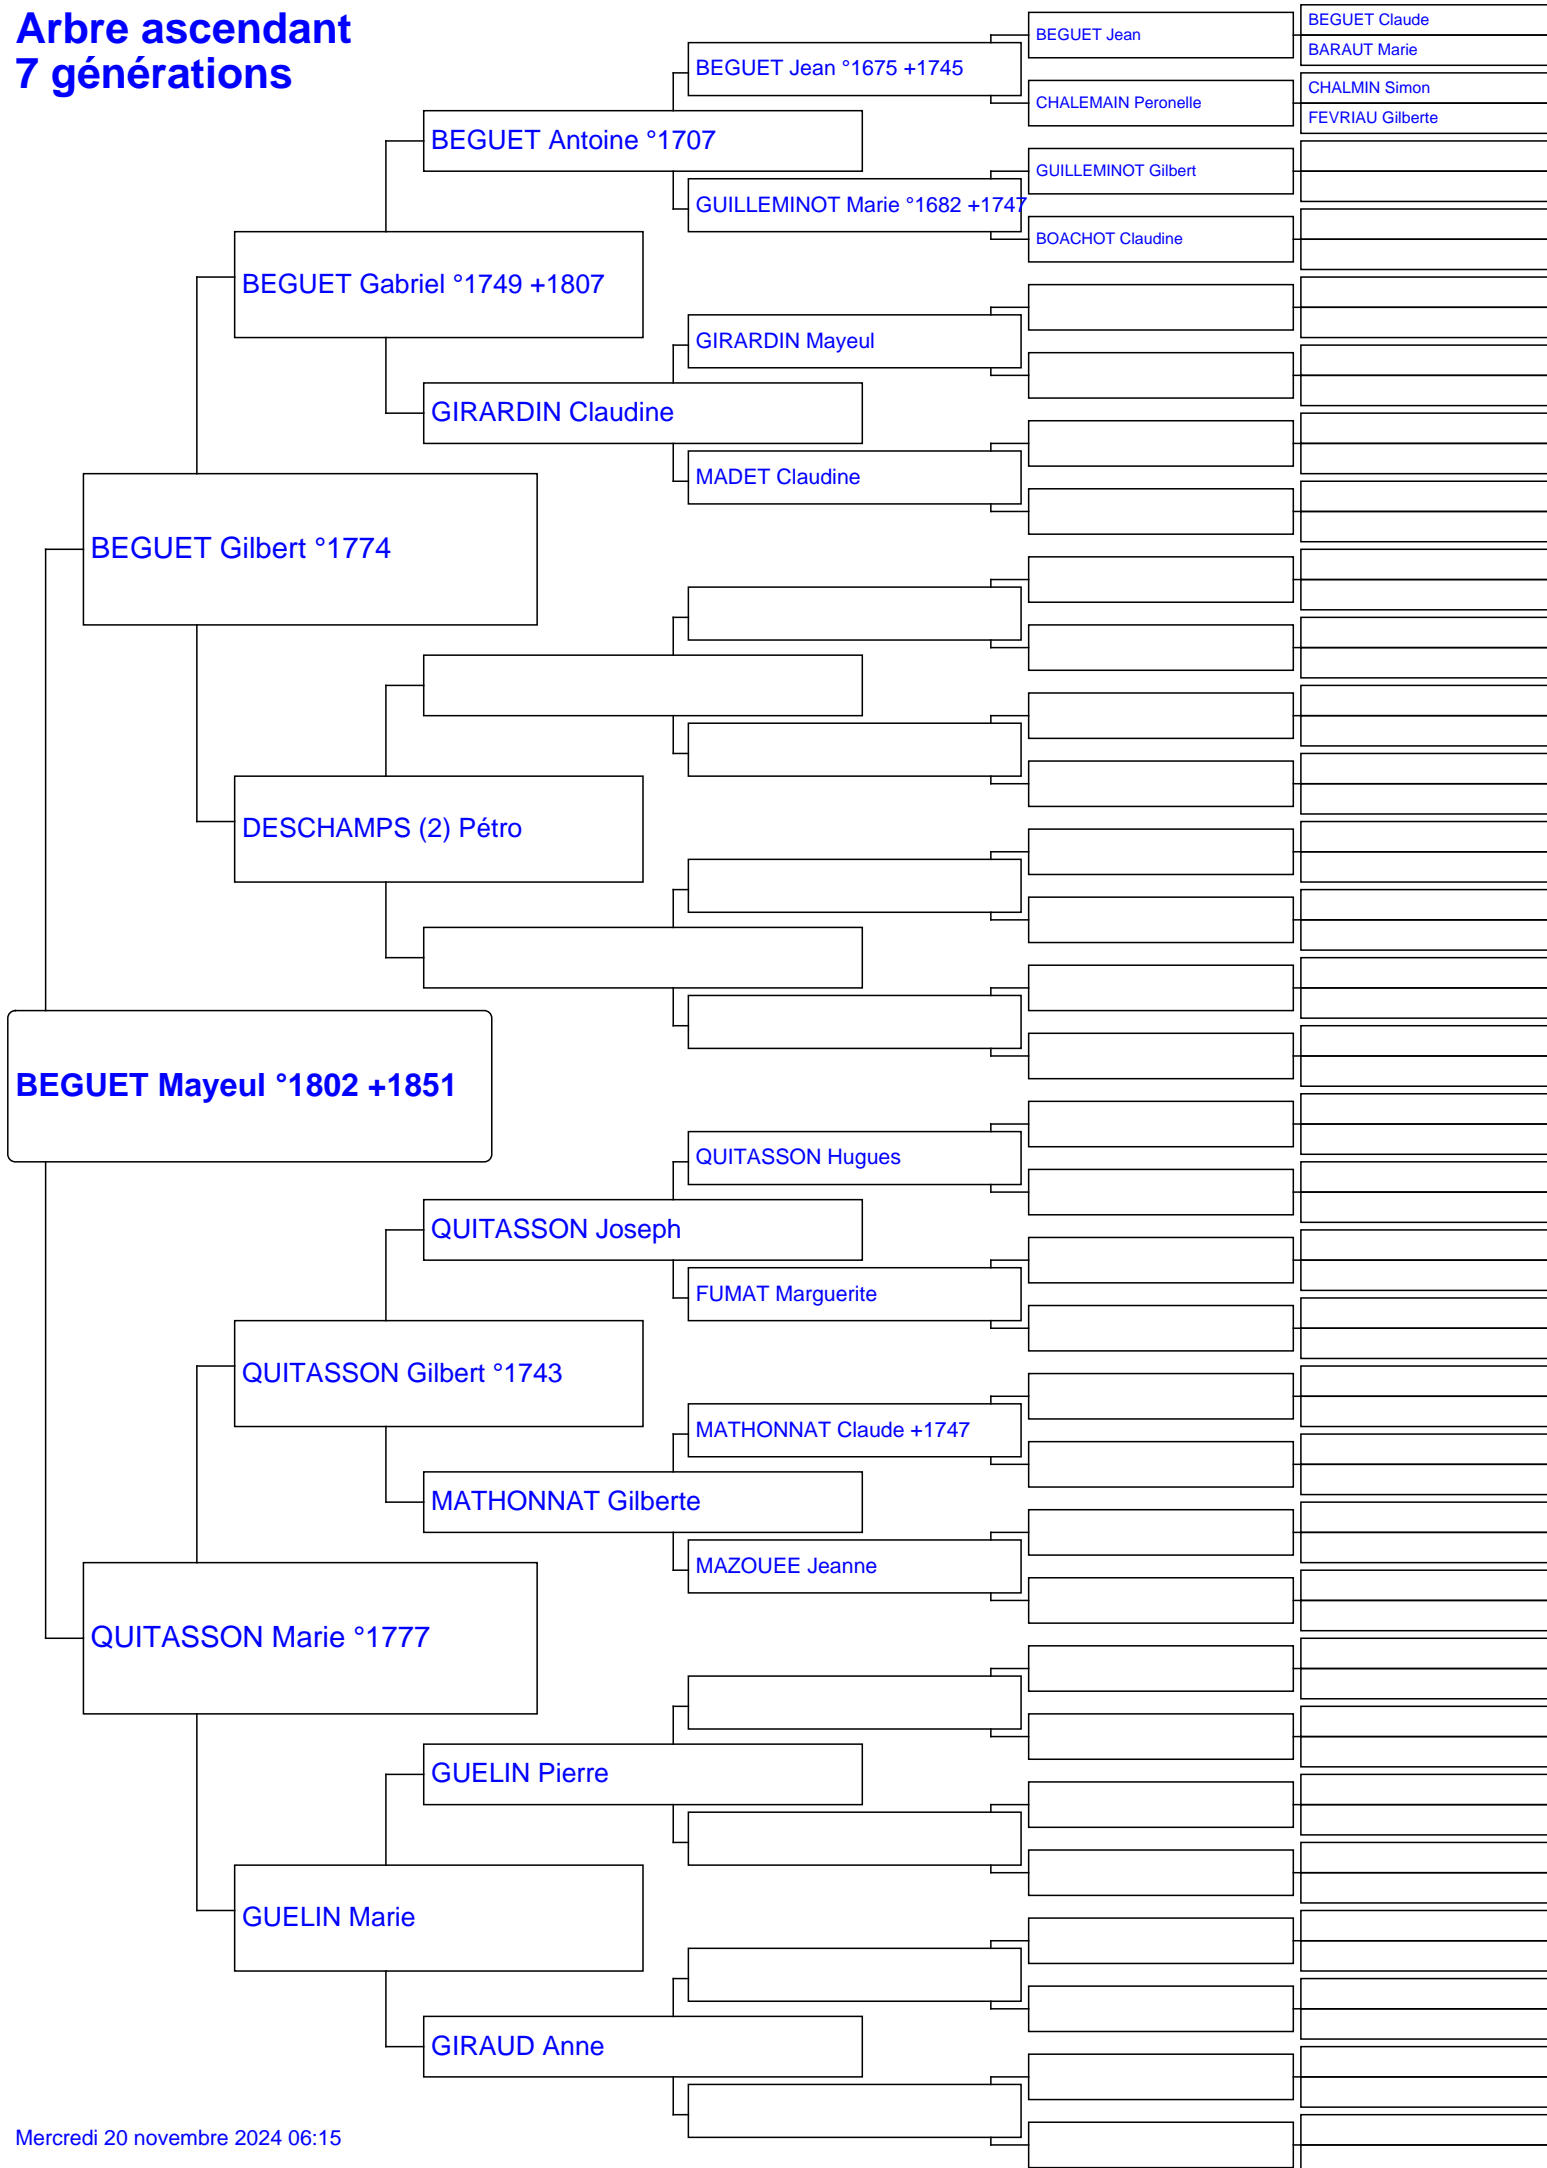 Arbre ascendant
7 générations
BEGUET Claude
BEGUET Jean
BARAUT Marie
BEGUET Jean °1675 +1745
CHALMIN Simon
CHALEMAIN Peronelle
FEVRIAU Gilberte
BEGUET Antoine °1707
GUILLEMINOT Gilbert
GUILLEMINOT Marie °1682 +1747
BOACHOT Claudine
BEGUET Gabriel °1749 +1807
GIRARDIN Mayeul
GIRARDIN Claudine
MADET Claudine
BEGUET Gilbert °1774
DESCHAMPS (2) Pétro
BEGUET Mayeul °1802 +1851
QUITASSON Hugues
QUITASSON Joseph
FUMAT Marguerite
QUITASSON Gilbert °1743
MATHONNAT Claude +1747
MATHONNAT Gilberte
MAZOUEE Jeanne
QUITASSON Marie °1777
GUELIN Pierre
GUELIN Marie
GIRAUD Anne
Mercredi 20 novembre 2024 06:15